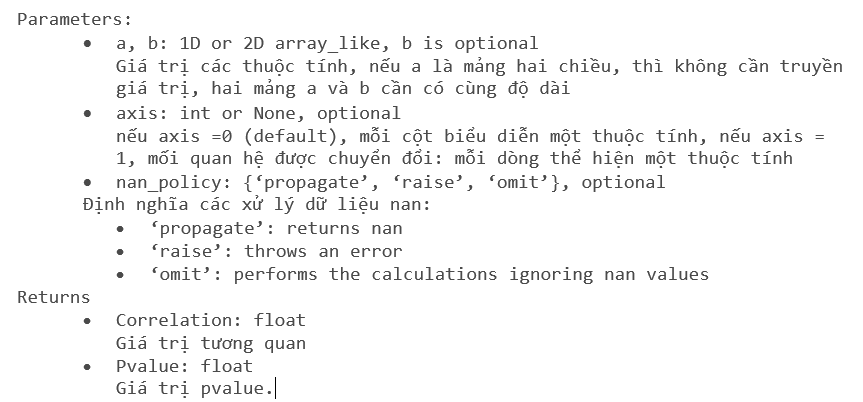 Parameters:
• a, b: 1D or 2D array_like, b is optional
Giá trị các thuộc tính, nếu a là mảng hai chiều, thì không cần truyền
giá trị, hai mảng a và b cần có cùng độ dài
• axis: int or None, optional
nếu axis =0 (default), mỗi cột biểu diễn một thuộc tính, nếu axis =
1, mối quan hệ được chuyển đổi: mỗi dòng thể hiện một thuộc tính
• nan_policy: {‘propagate’, ‘raise’, ‘omit’}, optional
Định nghĩa các xử lý dữ liệu nan:
• ‘propagate’: returns nan
• ‘raise’: throws an error
• ‘omit’: performs the calculations ignoring nan values
Returns
• Correlation: float
Giá trị tương quan
• Pvalue: float
Giá trị pvalue.